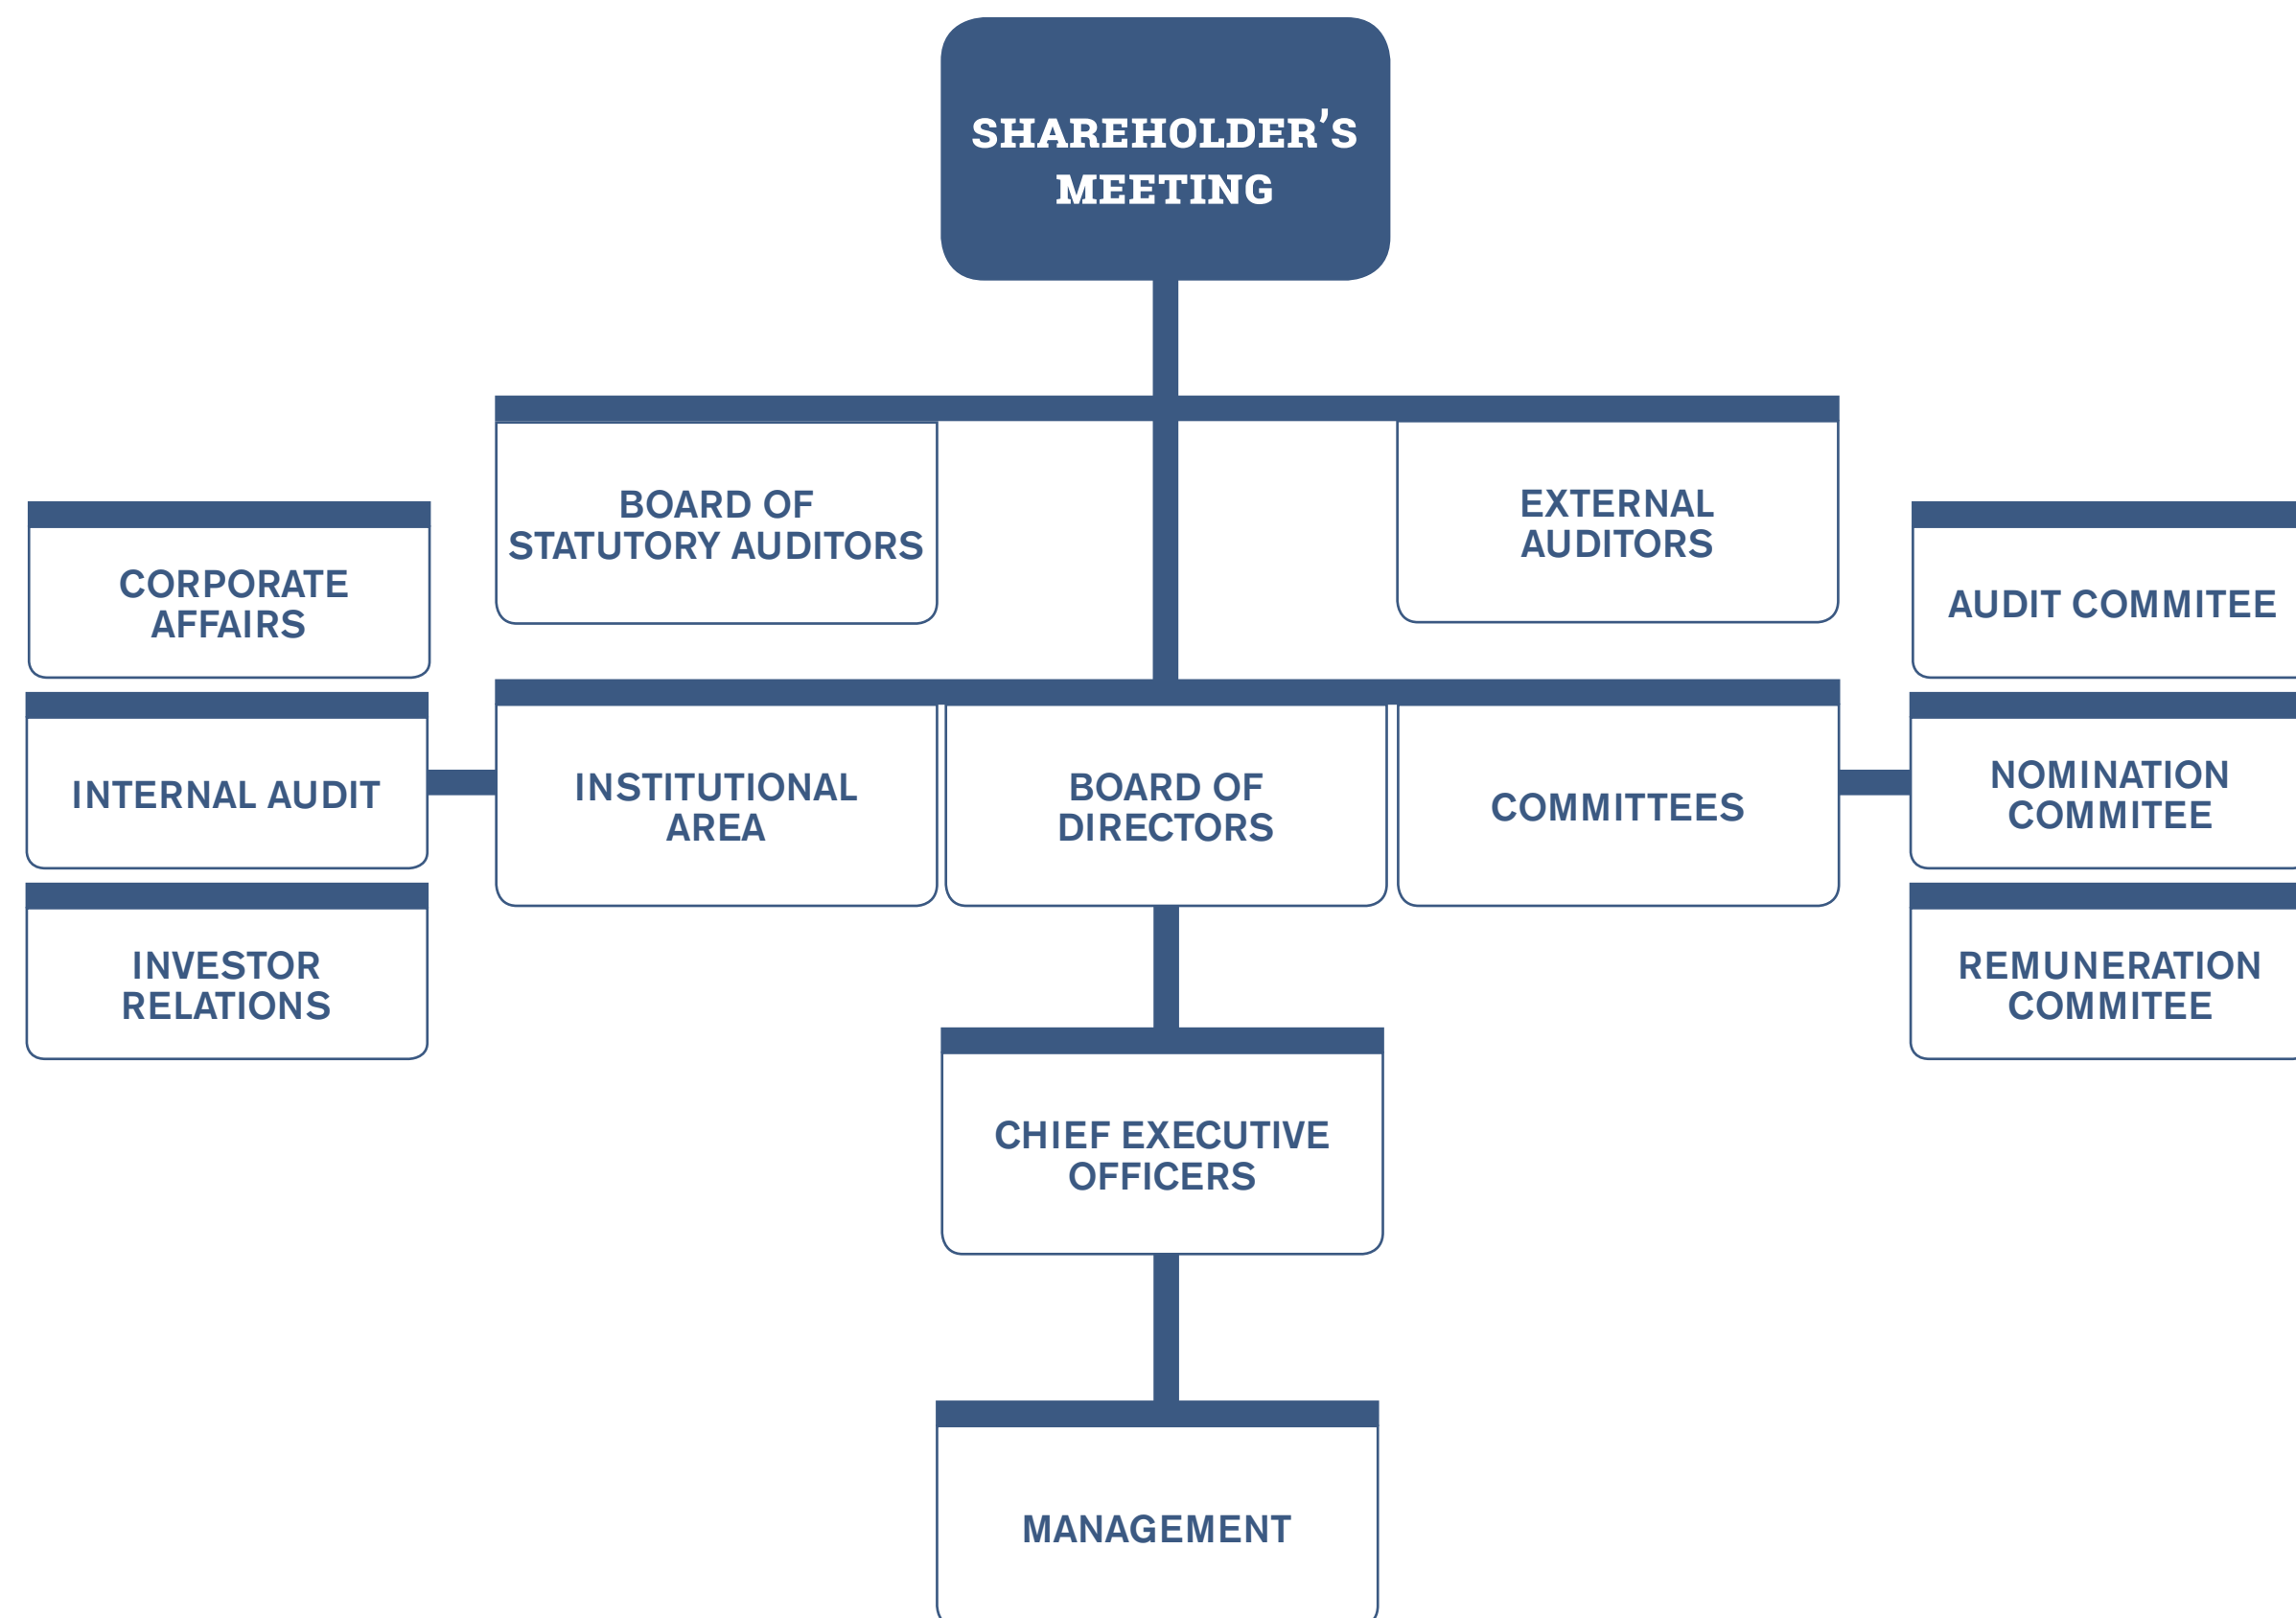 SHAREHOLDER'S
MEETING
BOARD OF
STATUTORY AUDITORS
EXTERNAL
AUDITORS
CORPORATE
AFFAIRS
INTERNAL AUDIT
INVESTOR
RELATIONS
INSTITUTIONAL
AREA
BOARD OF
DIRECTORS
COMMITTEES
AUDIT COMMITEE
NOMINATION
COMMITEE
REMUNERATION
COMMITEE
CHIEF EXECUTIVE
OFFICERS
MANAGEMENT